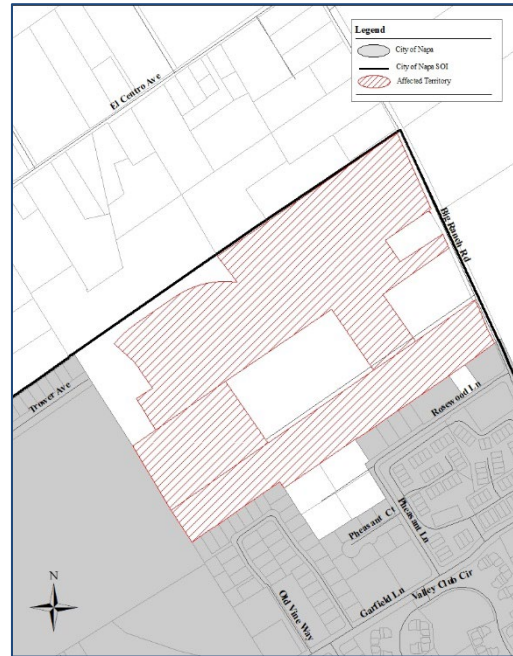 Legend
City of Napa
City of Napa SOI
Affected Territory
El Centro Ave
Big Ranch Rd
Trower Ave
Rosewood Ln
Pheasant Ct
Pheasant Ln
Old Vine Way
Garfield Ln
Valley Club Cir
N